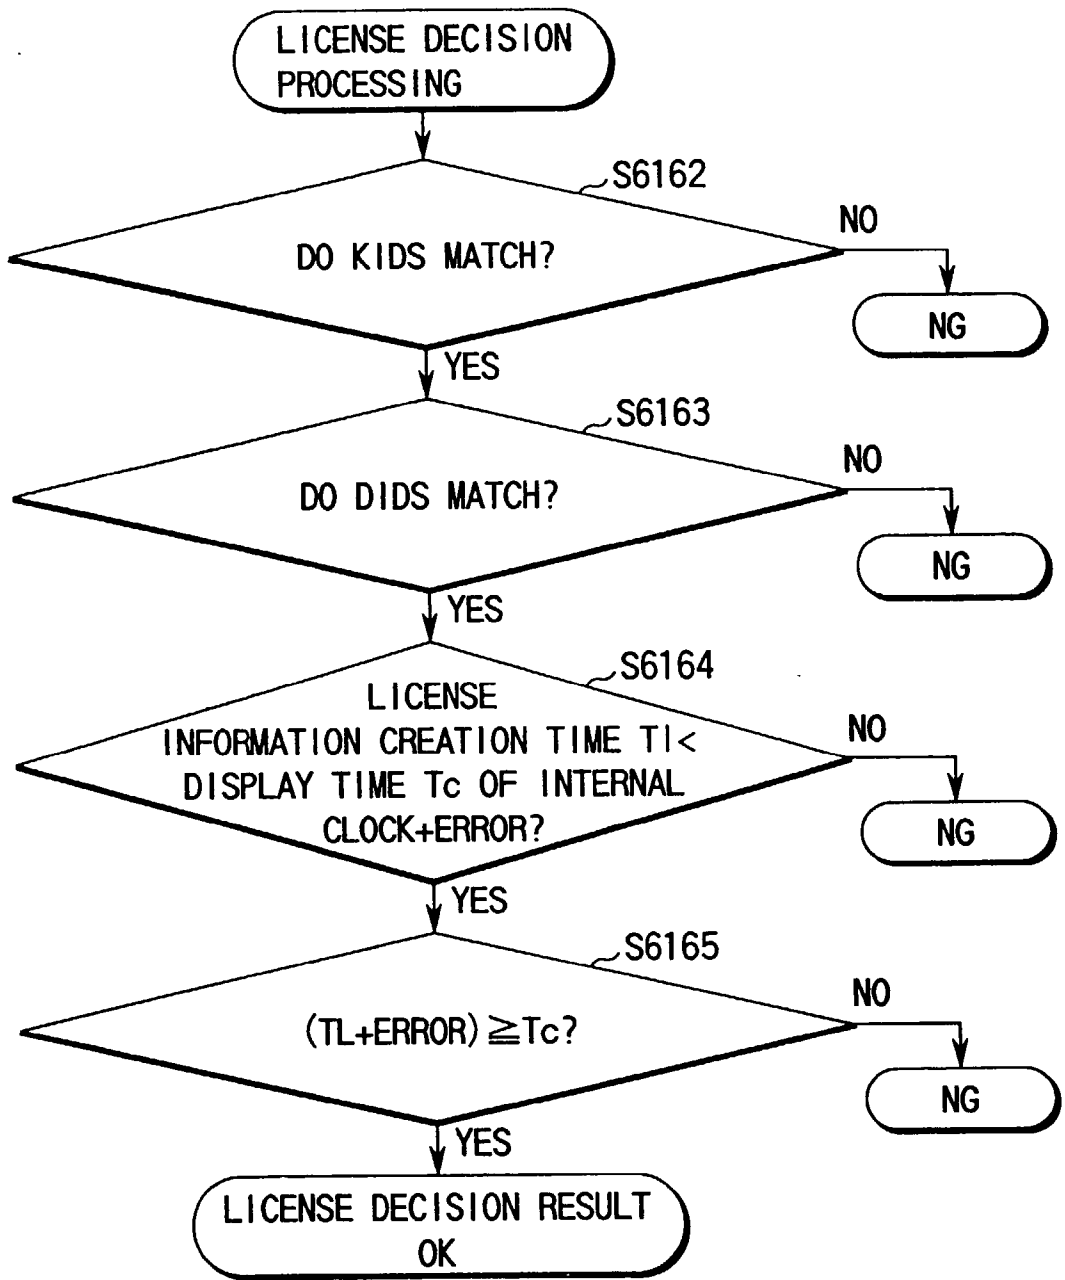 LICENSE DECISION
PROCESSING
S6162
NO
DO KIDS MATCH?
NG
YES
S6163
NO
DO DIDS MATCH?
NG
YES
S6164
LICENSE
NO
INFORMATION CREATION TIME TI<
DISPLAY TIME Tc OF INTERNAL
CLOCK+ERROR?
NG
YES
S6165
NO
(TL+ERROR)≧Tc?
NG
YES
LICENSE DECISION RESULT
OK